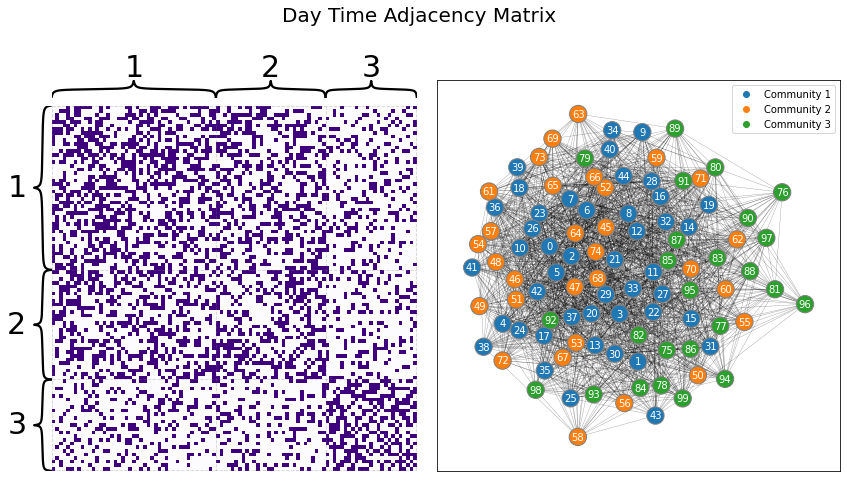 Day Time Adjacency Matrix
1 2 3
1
2
3
Community 1
Community 2
Community 3
63
34 9 89
69 40
73 79 59
39 66 44 80
18 65 52 28 91 71
61 7 16 76
36 23 6 8 19
26 45 32 14 90
57 64 12 62 97
54 10 0 74 87
48 2 21 85 83
41 5 11 70 88
46 68
42 47 33 95 60 81
49 51 29 27 96
4 92 37 20 3 22 15 55
24 17 82 77
38 53 13 75 86 31
72 67 30 1
35 50 94
98 25 93 84 78 99
56 43
58